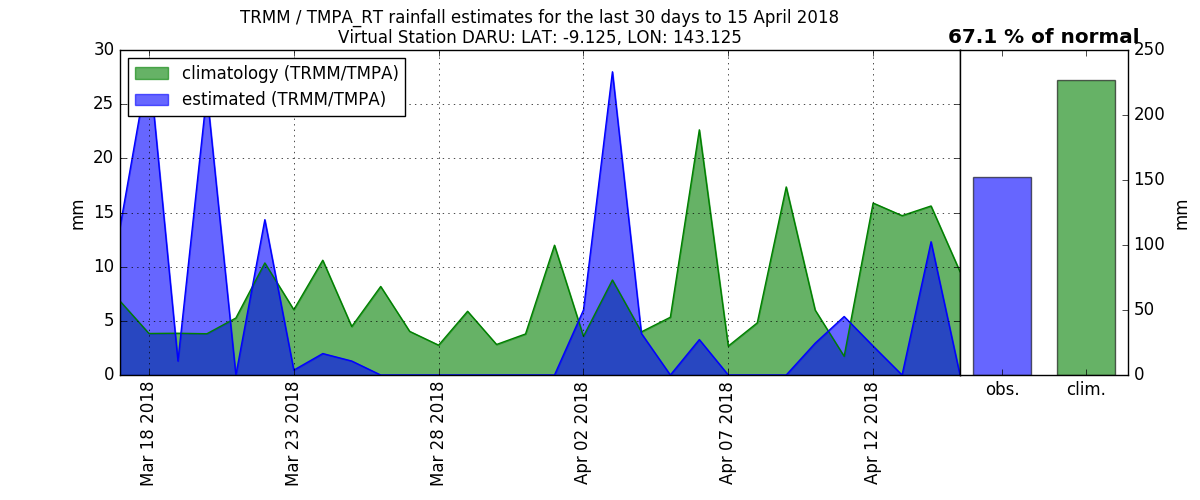 TRMM / TMPA_RT rainfall estimates for the last 30 days to 15 April 2018
Virtual Station DARU: LAT: -9.125, LON: 143.125
67.1 % of normal
climatology (TRMM/TMPA)
estimated (TRMM/TMPA)
30
25
20
15
10
5
0
mm
Mar 18 2018
Mar 23 2018
Mar 28 2018
Apr 02 2018
Apr 07 2018
Apr 12 2018
250
200
150
100
50
0
mm
obs.
clim.